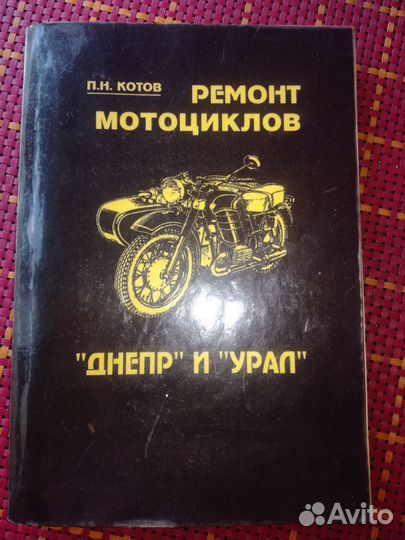 П.Н. КОТОВ
РЕМОНТ
МОТОЦИКЛОВ
"ДНЕПР" И "УРАЛ"
Avito